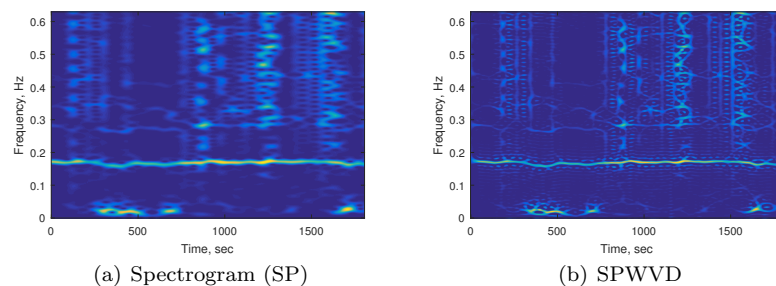 0.6
0.5
0.4
0.3
0.2
0.1
0
Frequency, Hz
0 500 1000 1500
Time, sec
(a) Spectrogram (SP)
0.6
0.5
0.4
0.3
0.2
0.1
0
Frequency, Hz
500 1000 1500
Time, sec
(b) SPWVD